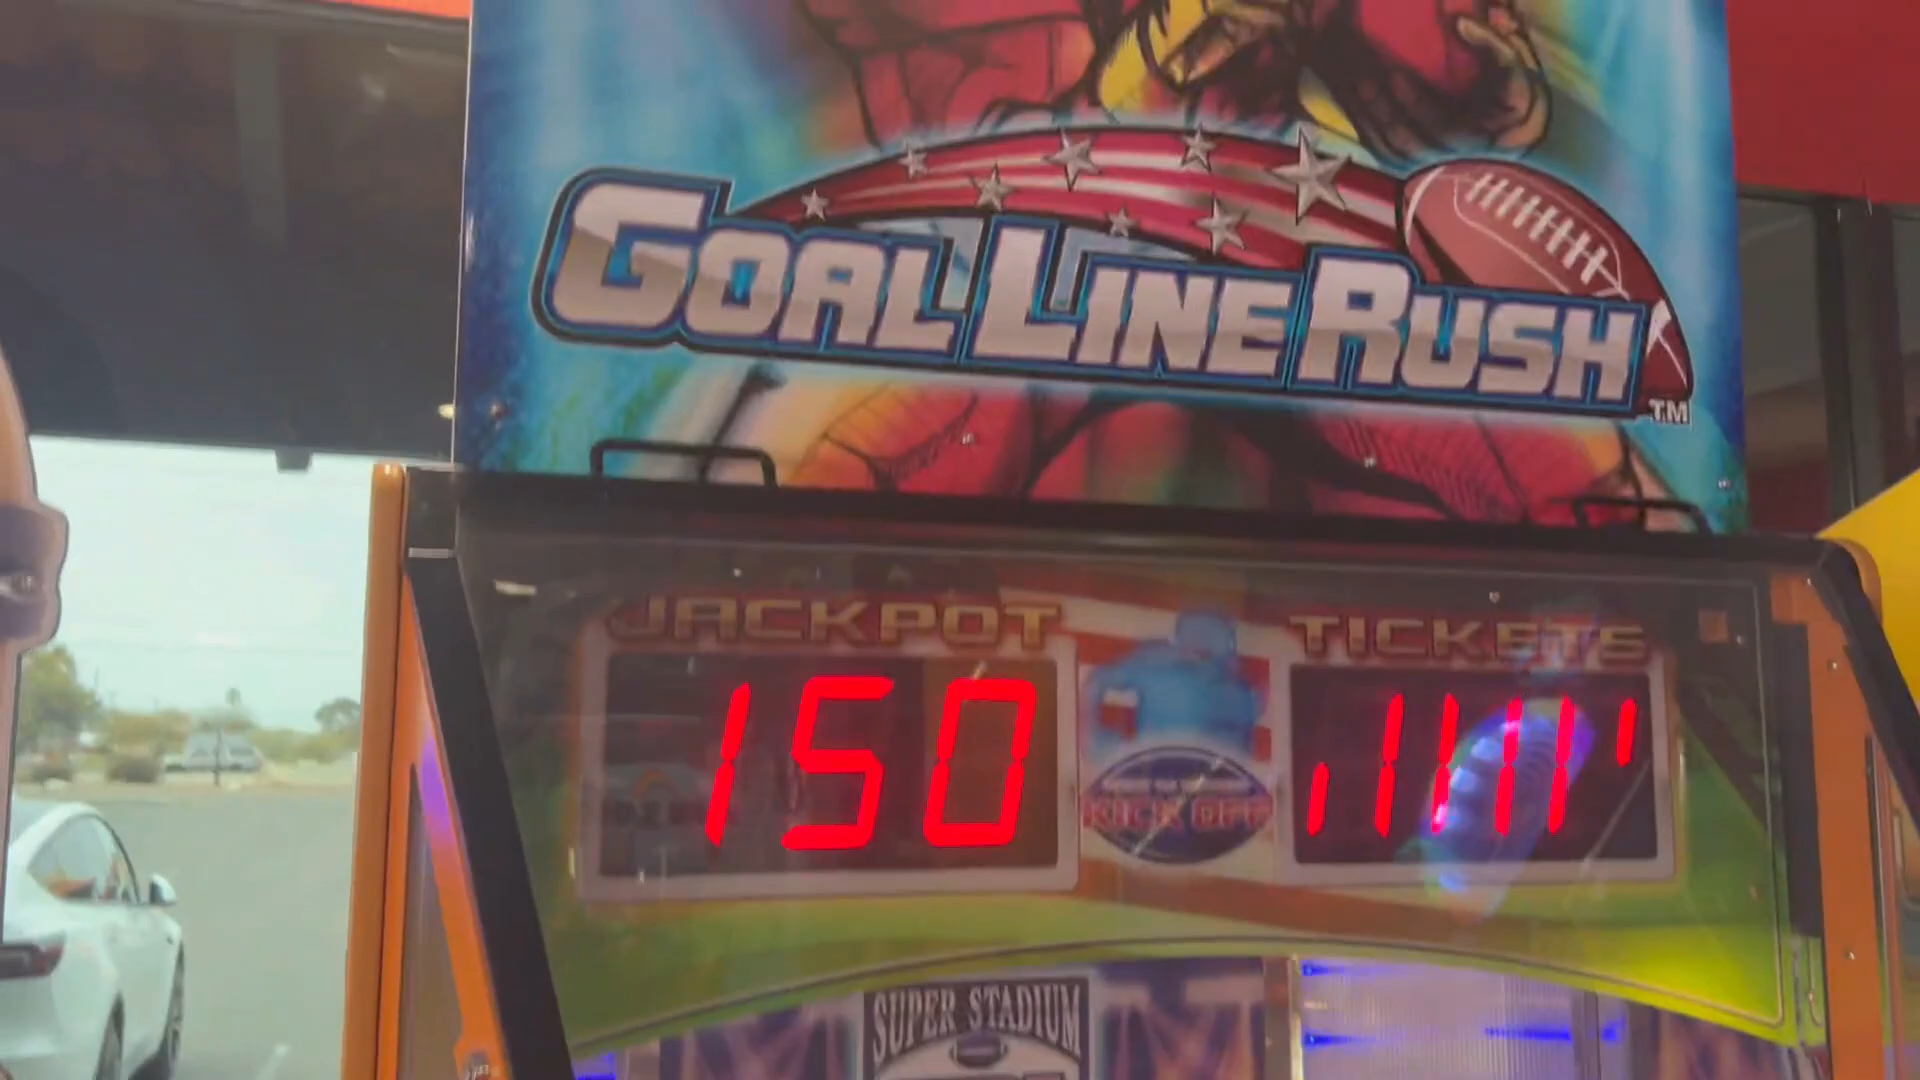 GOAL LINE RUSH
TM
JACKPOT
TICKETS
150
KICK OFF
SUPER STADIUM